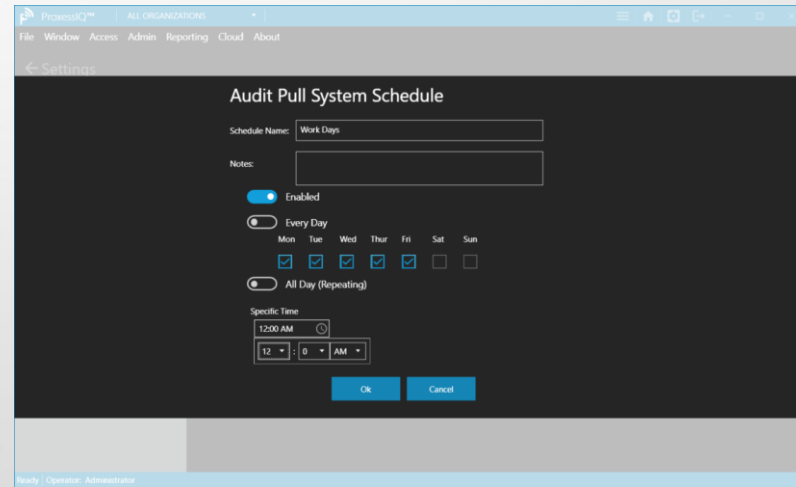 ProxessIQ™ ALL ORGANIZATIONS
File Window Access Admin Reporting Cloud About
Settings
Audit Pull System Schedule
Schedule Name: Work Days
Notes:
Enabled
Every Day
Mon Tue Wed Thur Fri Sat Sun
All Day (Repeating)
Specific Time
12:00 AM
12 : 0 AM
Ok Cancel
Ready Operator: Administrator